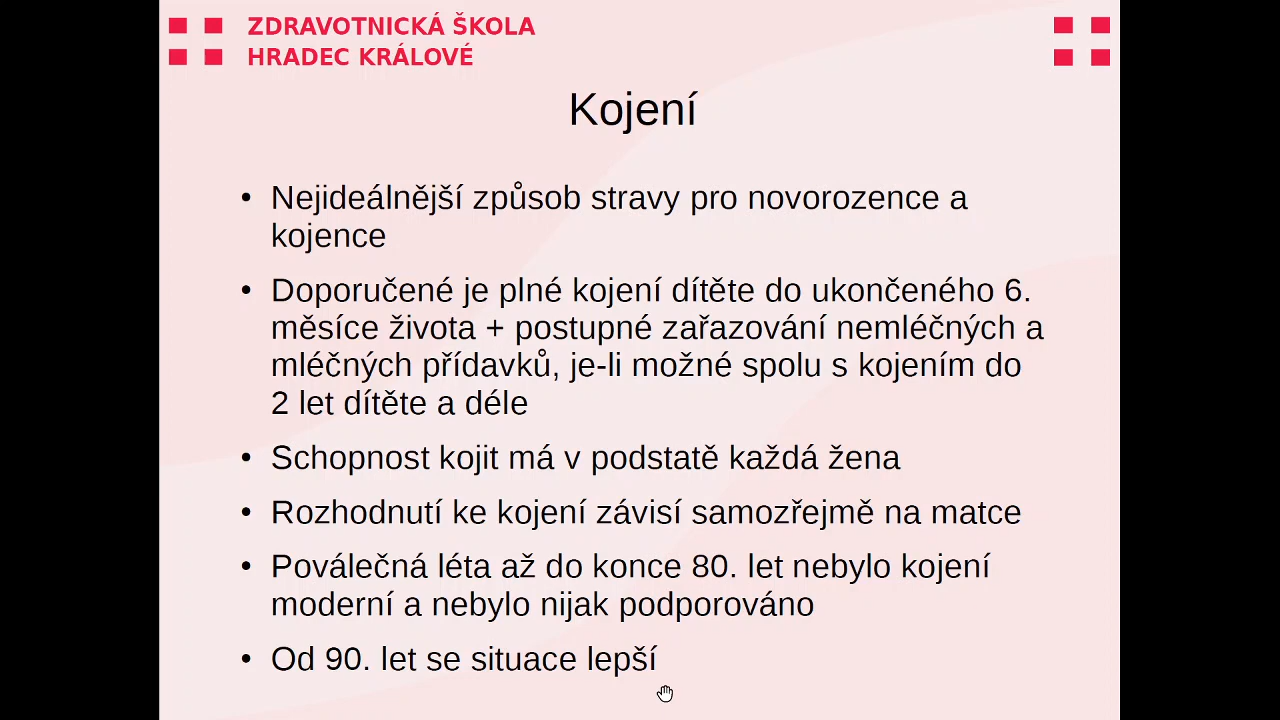 ZDRAVOTNICKÁ ŠKOLA
HRADEC KRÁLOVÉ
Kojení
• Nejideálnější způsob stravy pro novorozence a
kojence
• Doporučené je plné kojení dítěte do ukončeného 6.
měsíce života + postupné zařazování nemléčných a
mléčných přídavků, je-li možné spolu s kojením do
2 let dítěte a déle
• Schopnost kojit má v podstatě každá žena
• Rozhodnutí ke kojení závisí samozřejmě na matce
• Poválečná léta až do konce 80. let nebylo kojení
moderní a nebylo nijak podporováno
• Od 90. let se situace lepší